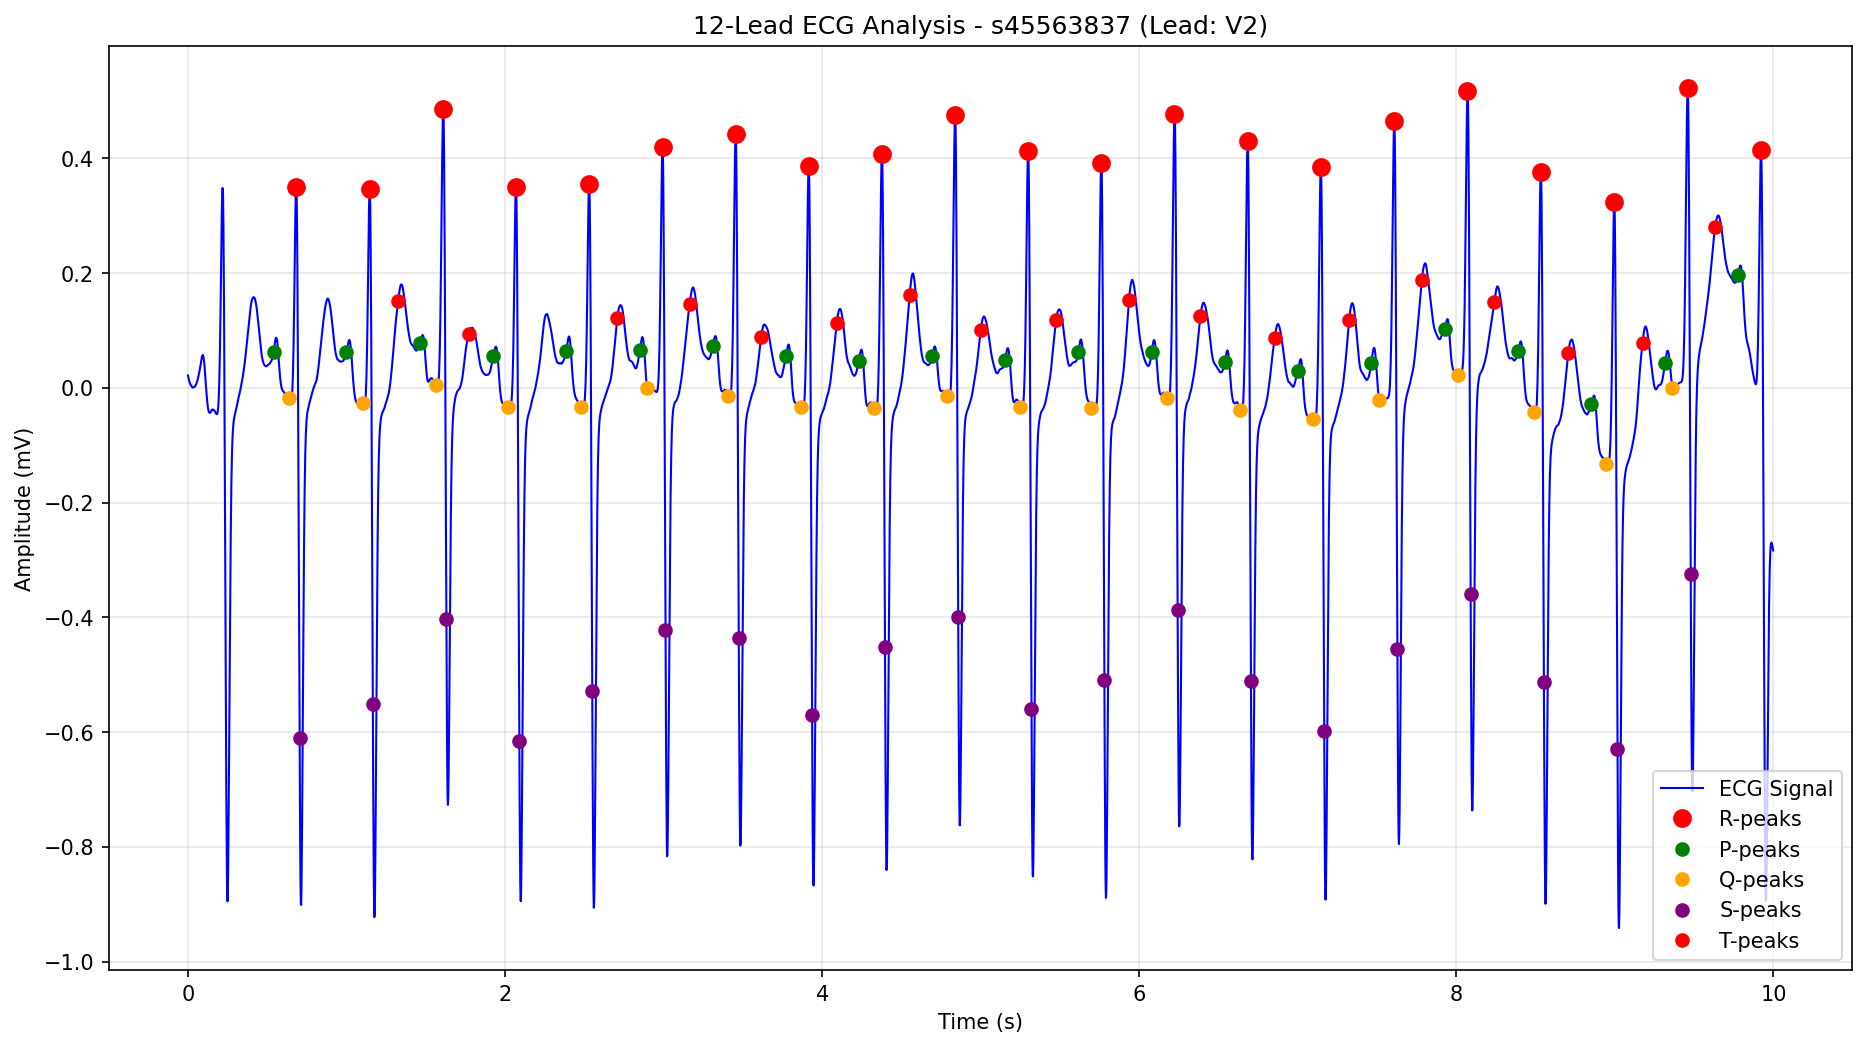 12-Lead ECG Analysis - s45563837 (Lead: V2)
Amplitude (mV)
0.4
0.2
0.0
−0.2
−0.4
−0.6
−0.8
−1.0
0 2 4 6 8 10
Time (s)
ECG Signal
R-peaks
P-peaks
Q-peaks
S-peaks
T-peaks